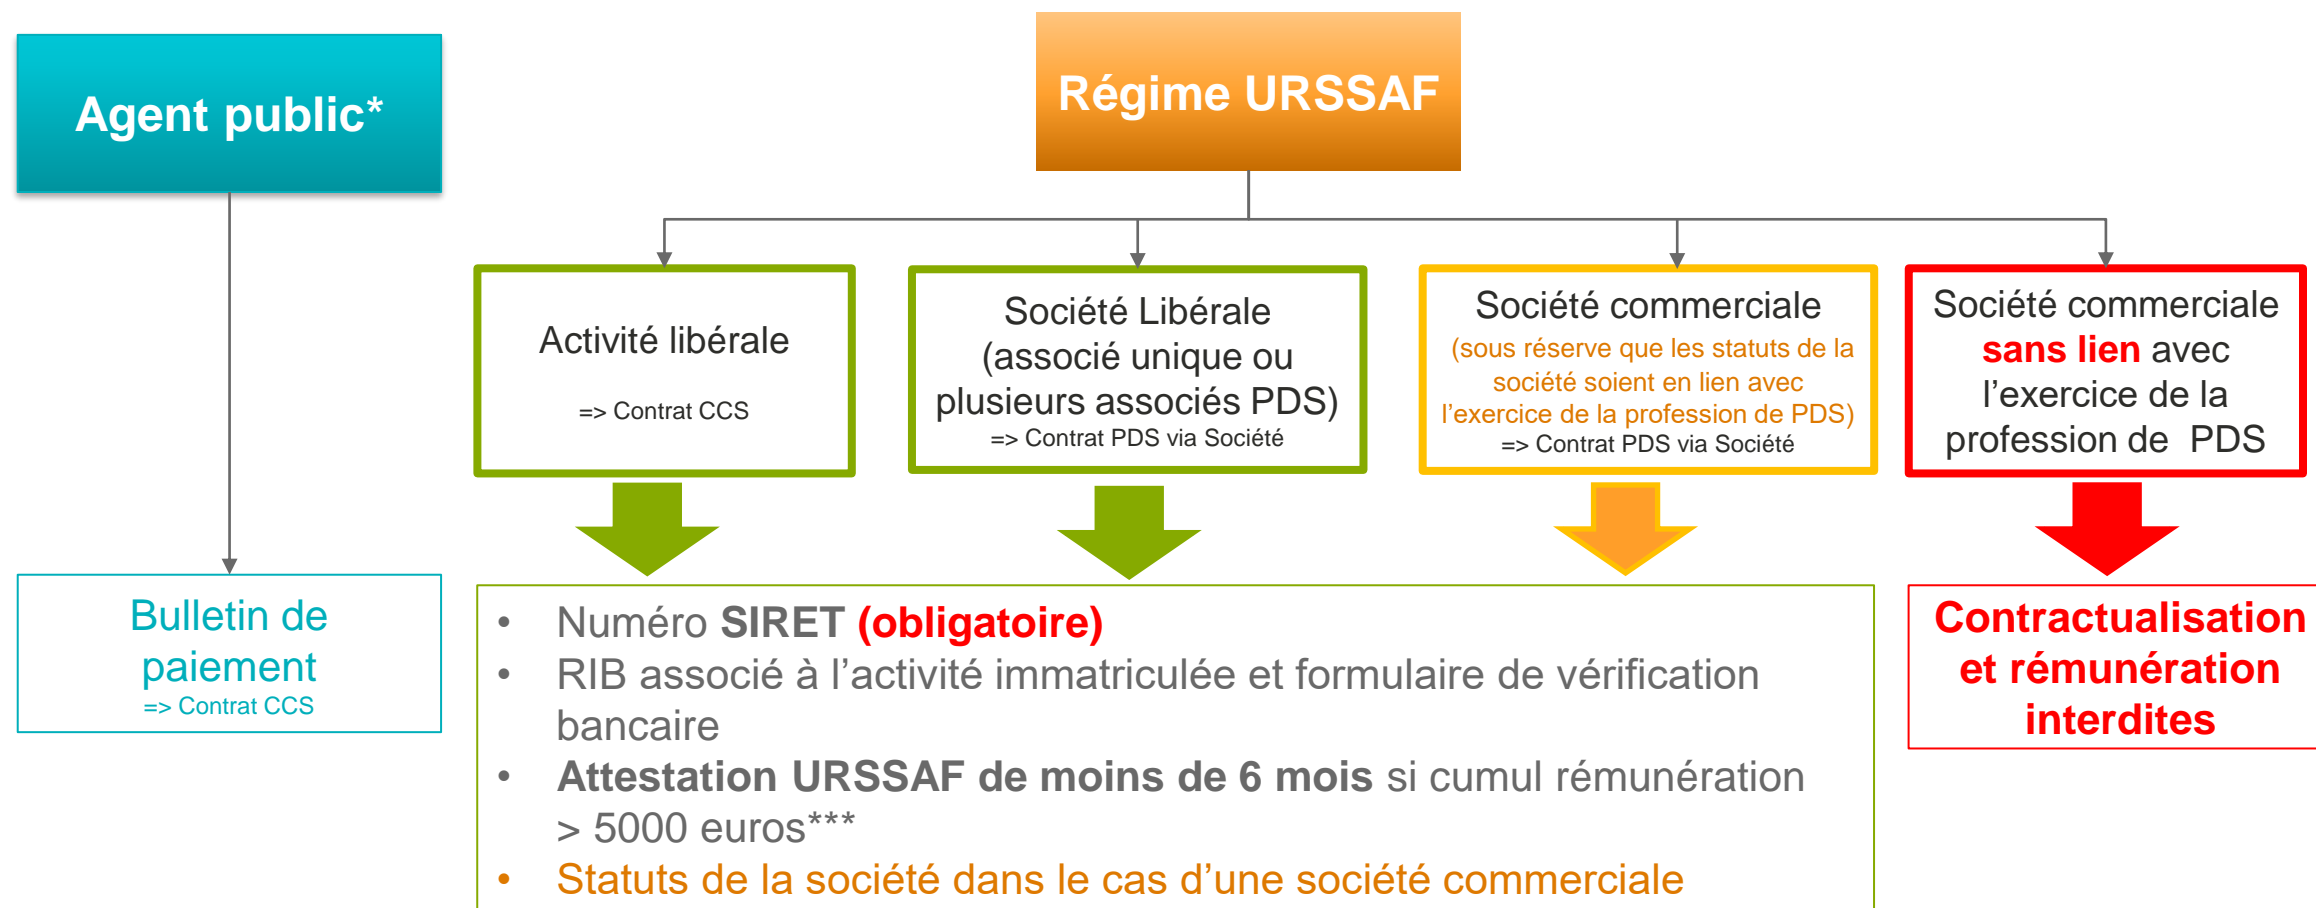 Agent public*
Régime URSSAF
Activité libérale
=> Contrat CCS
Société Libérale
(associé unique ou
plusieurs associés PDS)
=> Contrat PDS via Société
Société commerciale
(sous réserve que les statuts de la
société soient en lien avec
l'exercice de la profession de PDS)
=> Contrat PDS via Société
Société commerciale
sans lien avec
l'exercice de la
profession de PDS
Bulletin de
paiement
=> Contrat CCS
• Numéro SIRET (obligatoire)
• RIB associé à l'activité immatriculée et formulaire de vérification
bancaire
• Attestation URSSAF de moins de 6 mois si cumul rémunération
> 5000 euros***
• Statuts de la société dans le cas d'une société commerciale
Contractualisation
et rémunération
interdites